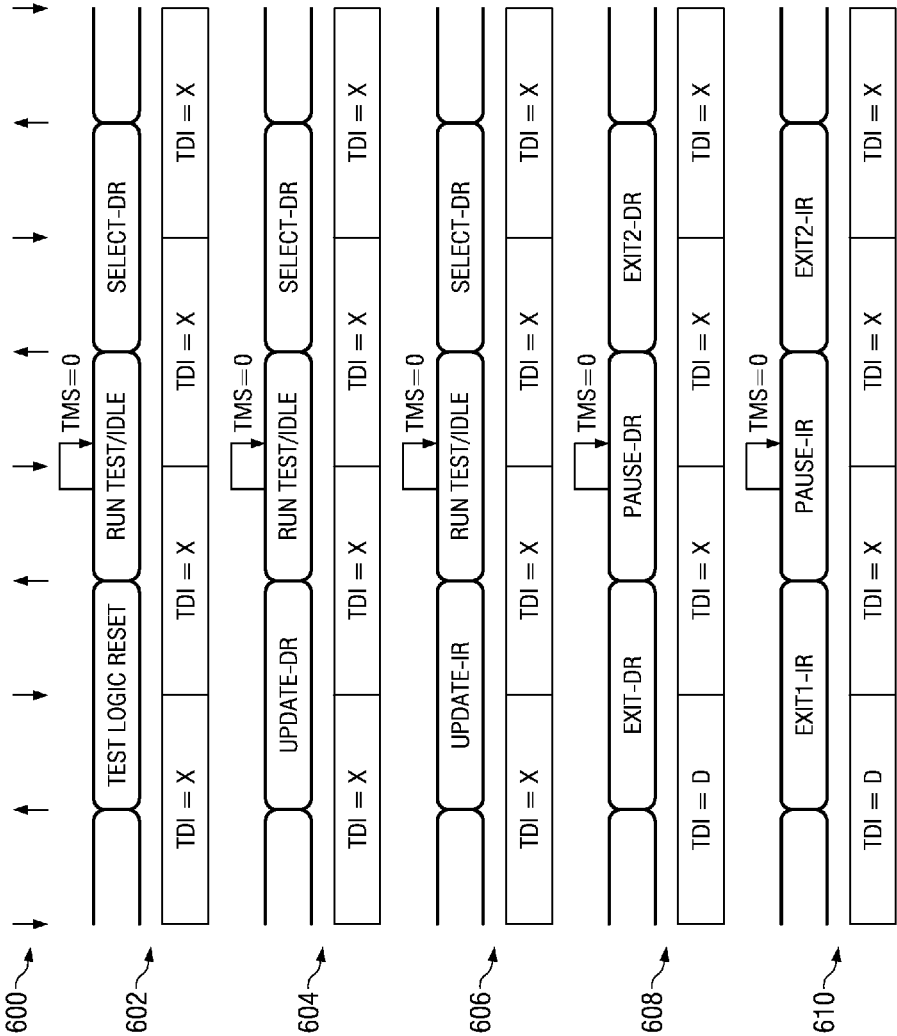 600
602
TMS=0
TEST LOGIC RESET RUN TEST/IDLE SELECT-DR
TDI = X TDI = X TDI = X TDI = X
604
TMS=0
UPDATE-DR RUN TEST/IDLE SELECT-DR
TDI = X TDI = X TDI = X TDI = X
606
TMS=0
UPDATE-IR RUN TEST/IDLE SELECT-DR
TDI = X TDI = X TDI = X TDI = X
608
TMS=0
EXIT-DR PAUSE-DR EXIT2-DR
TDI = D TDI = X TDI = X TDI = X
610
TMS=0
EXIT1-IR PAUSE-IR EXIT2-IR
TDI = D TDI = X TDI = X TDI = X